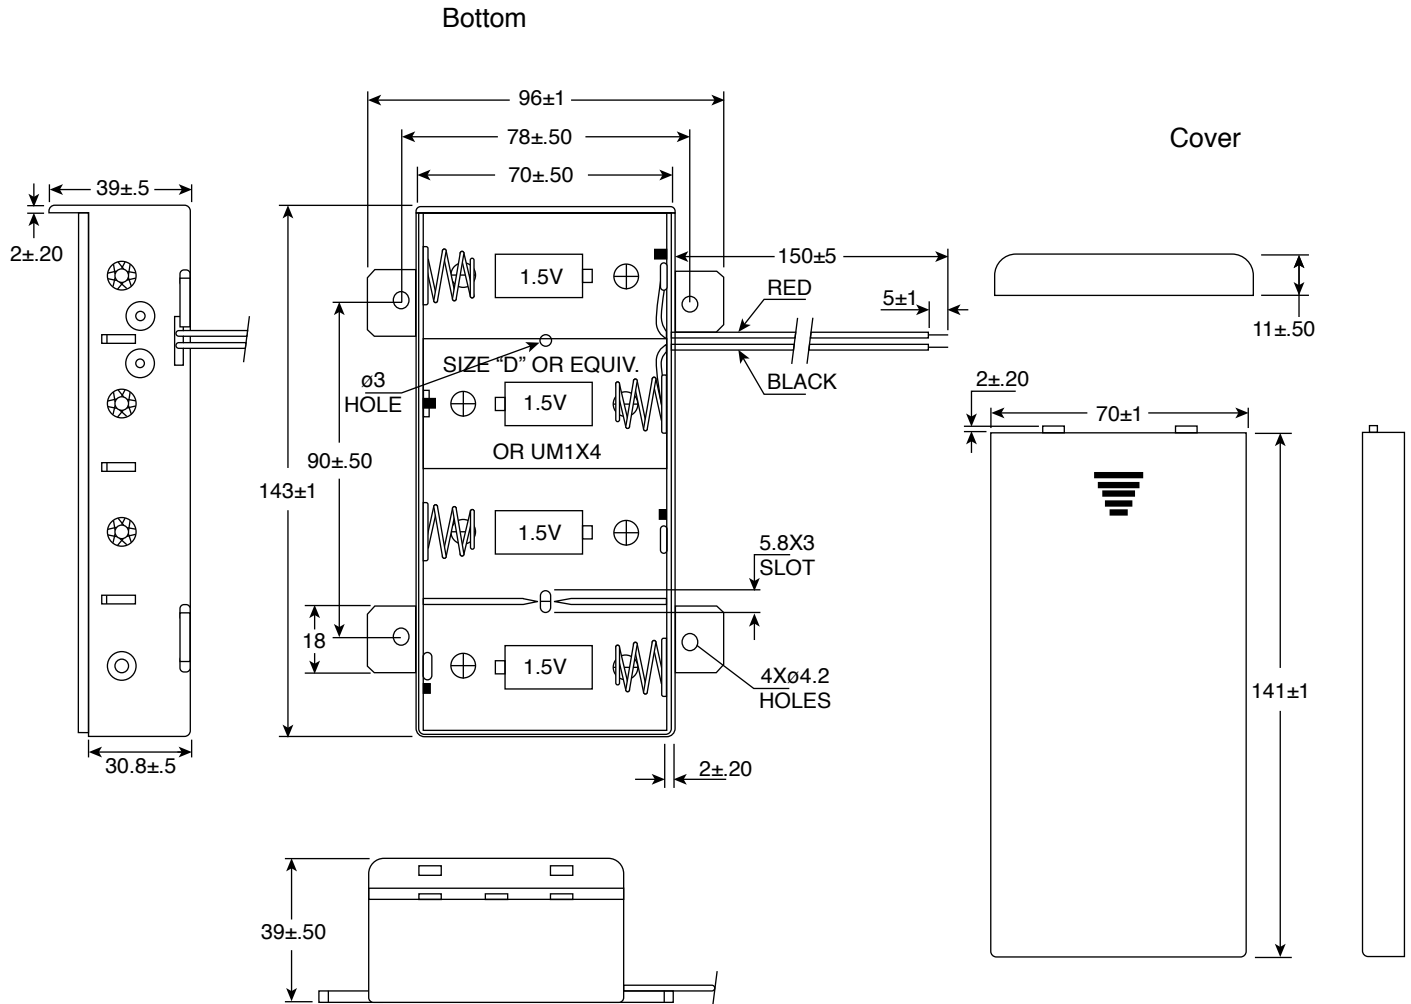 Bottom
Cover
96±1
78±.50
70±.50
39±.5
2±.20
150±5
RED
5±1
BLACK
1.5V
SIZE “D” OR EQUIV.
ø3
HOLE
1.5V
OR UM1X4
90±.50
143±1
1.5V
5.8X3
SLOT
18
1.5V
4Xø4.2
HOLES
30.8±.5
2±.20
39±.50
11±.50
2±.20
70±1
141±1